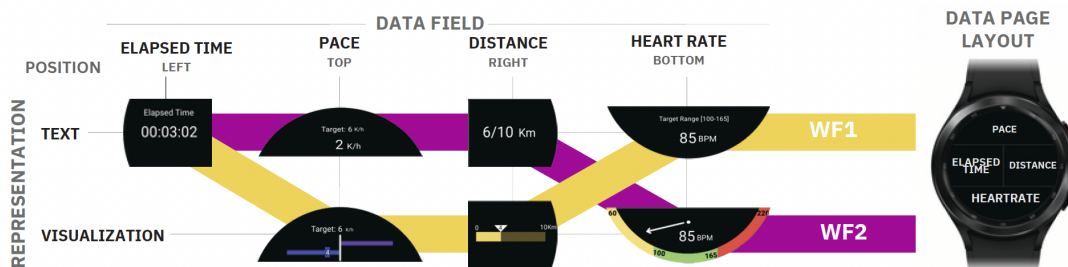 DATA FIELD
DATA PAGE
LAYOUT
ELAPSED TIME
PACE
DISTANCE
HEART RATE
POSITION
LEFT
TOP
RIGHT
BOTTOM
REPRESENTATION
TEXT
Elapsed Time
00:03:02
Target: 6 K/h
2 K/h
6/10 Km
Target Range [100-165]
85 BPM
WF1
VISUALIZATION
Target: 6 K/h
0
10Km
60
220
85 BPM
100
165
WF2
PACE
ELAPSED
TIME
DISTANCE
HEARTRATE